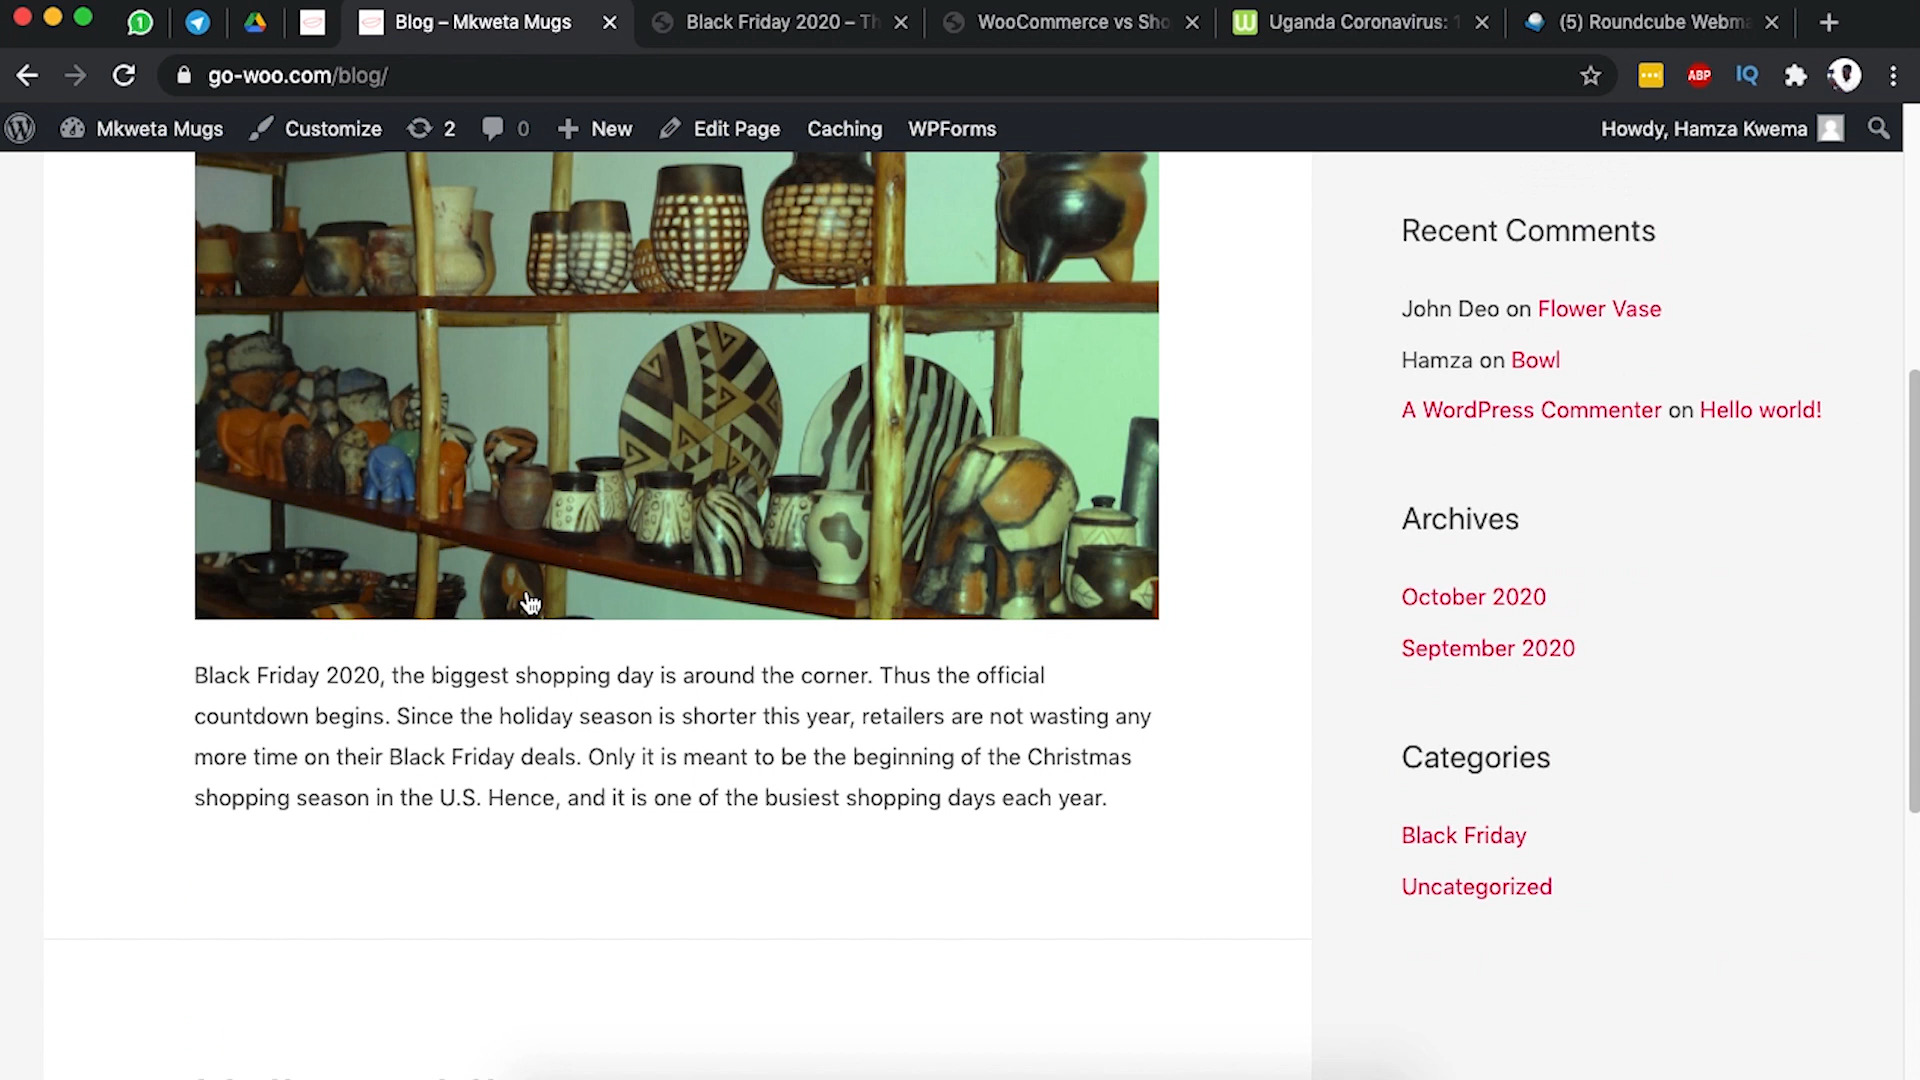 Blog – Mkweta Mugs
Black Friday 2020 – Th
WooCommerce vs Sho
Uganda Coronavirus: 1
(5) Roundcube Webma
go-woo.com/blog/
ABP
IQ
Mkweta Mugs
Customize
2
0
New
Edit Page
Caching
WPForms
Howdy, Hamza Kwema
Black Friday 2020, the biggest shopping day is around the corner. Thus the official
countdown begins. Since the holiday season is shorter this year, retailers are not wasting any
more time on their Black Friday deals. Only it is meant to be the beginning of the Christmas
shopping season in the U.S. Hence, and it is one of the busiest shopping days each year.
Recent Comments
John Deo on Flower Vase
Hamza on Bowl
A WordPress Commenter on Hello world!
Archives
October 2020
September 2020
Categories
Black Friday
Uncategorized